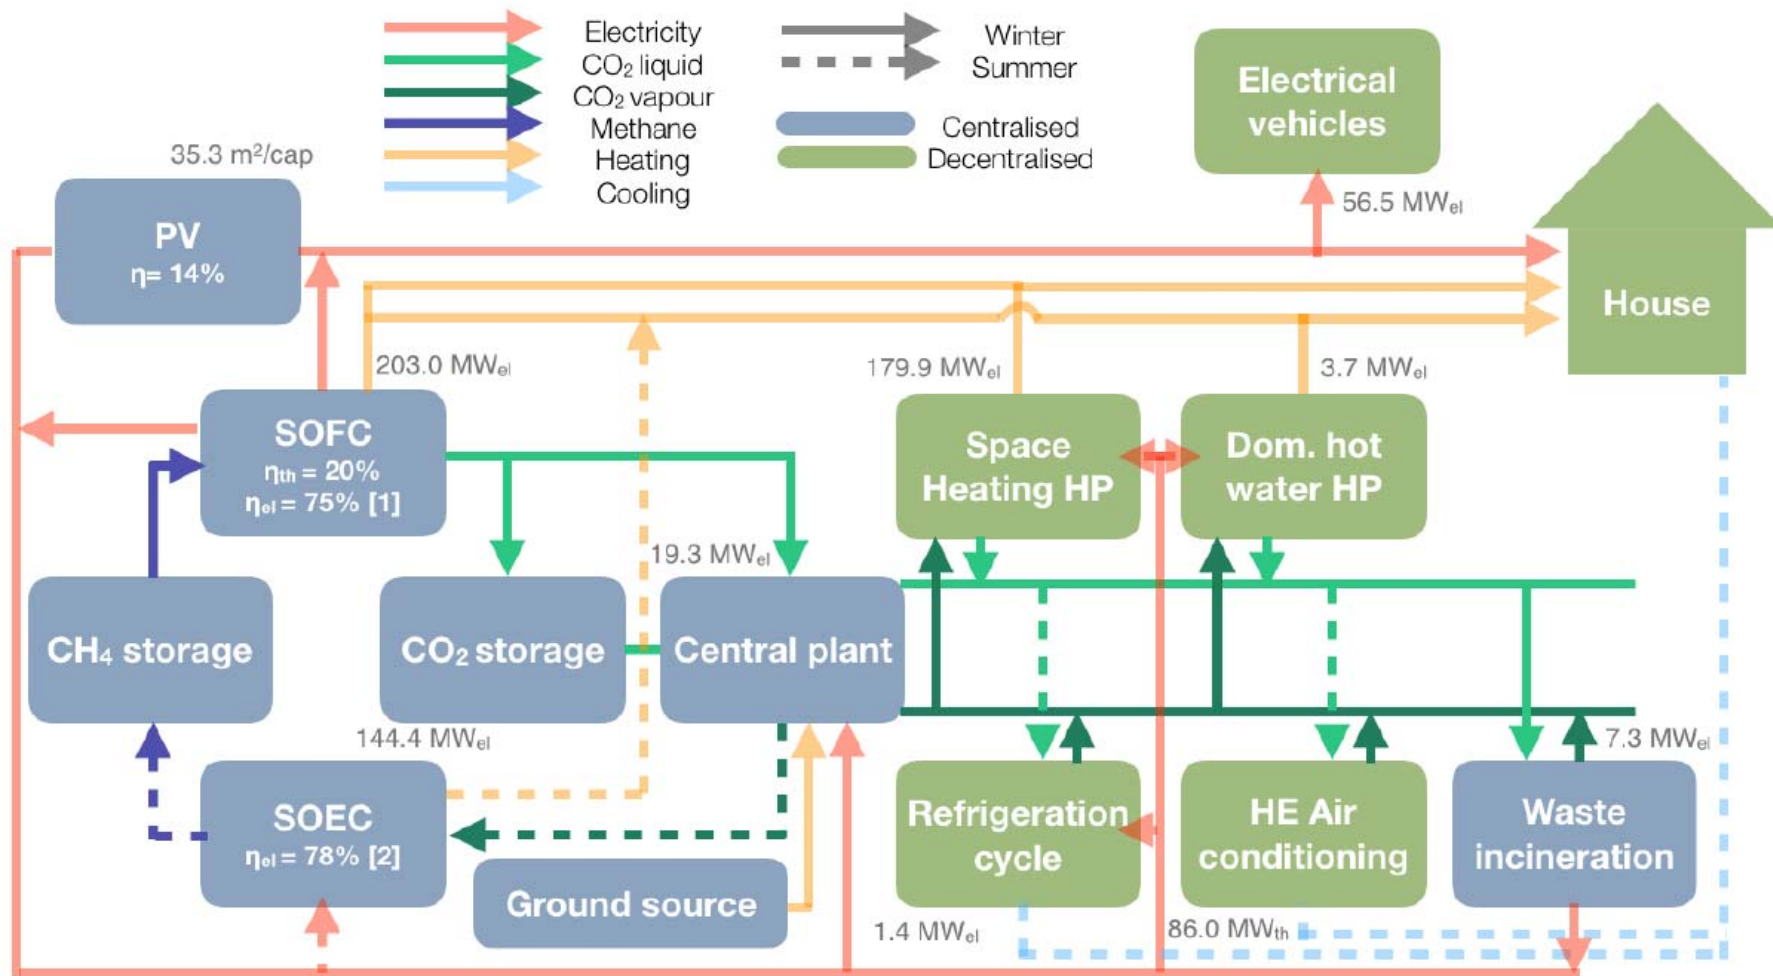 Electricity
CO₂ liquid
CO₂ vapour
Methane
Heating
Cooling
Winter
Summer
Centralised
Decentralised
Electrical
vehicles
56.5 MWel
35.3 m²/cap
PV
η= 14%
House
203.0 MWel
179.9 MWel
3.7 MWel
SOFC
ηth = 20%
ηel = 75% [1]
Space
Heating HP
Dom. hot
water HP
19.3 MWel
CH₄ storage
CO₂ storage
Central plant
144.4 MWel
7.3 MWel
SOEC
ηel = 78% [2]
Ground source
Refrigeration
cycle
HE Air
conditioning
Waste
incineration
1.4 MWel
86.0 MWth